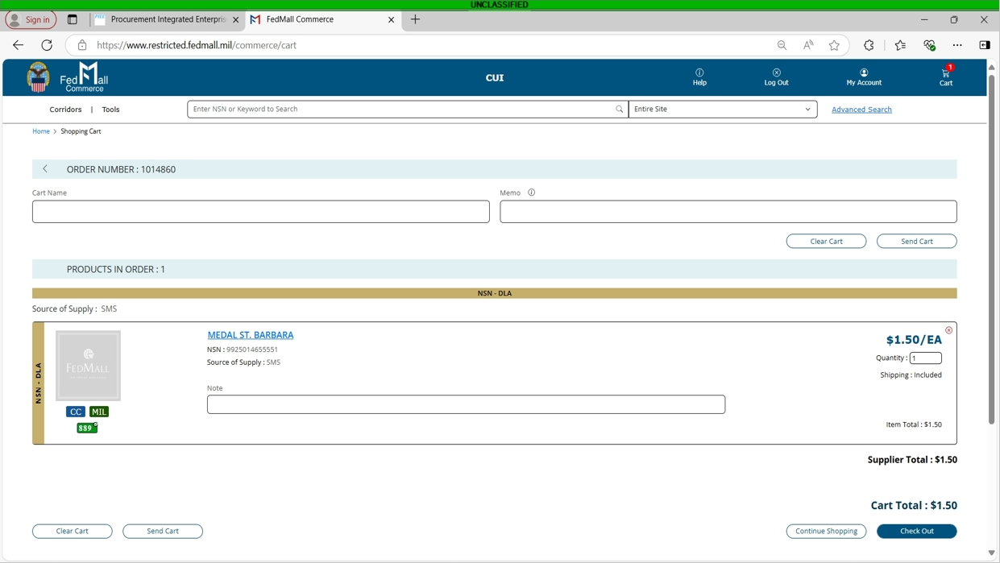 UNCLASSIFIED
Sign in
Procurement Integrated Enterpris
FedMall Commerce
https://www.restricted.fedmall.mil/commerce/cart
FedMall
Commerce
CUI
Help
Log Out
My Account
1
Cart
Corridors | Tools
Enter NSN or Keyword to Search
Entire Site
Advanced Search
Home > Shopping Cart
ORDER NUMBER : 1014860
Cart Name
Memo
Clear Cart
Send Cart
PRODUCTS IN ORDER : 1
NSN - DLA
Source of Supply : SMS
NSN - DLA
FEDMALL
CC MIL
889
MEDAL ST. BARBARA
NSN : 9925014655551
Source of Supply : SMS
Note
$1.50/EA
Quantity : 1
Shipping : Included
Item Total : $1.50
Supplier Total : $1.50
Cart Total : $1.50
Clear Cart
Send Cart
Continue Shopping
Check Out